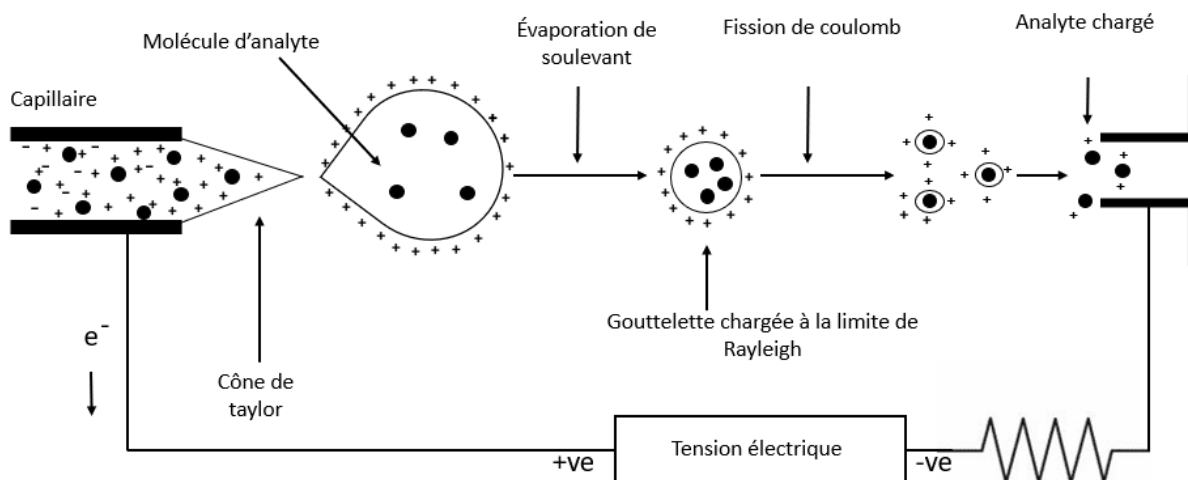 Molécule d'analyte
Évaporation de
soulevant
Fission de coulomb
Analyte chargé
Capillaire
Gouttelette chargée à la limite de
Rayleigh
e⁻
Cône de
taylor
Tension électrique
+ve
-ve